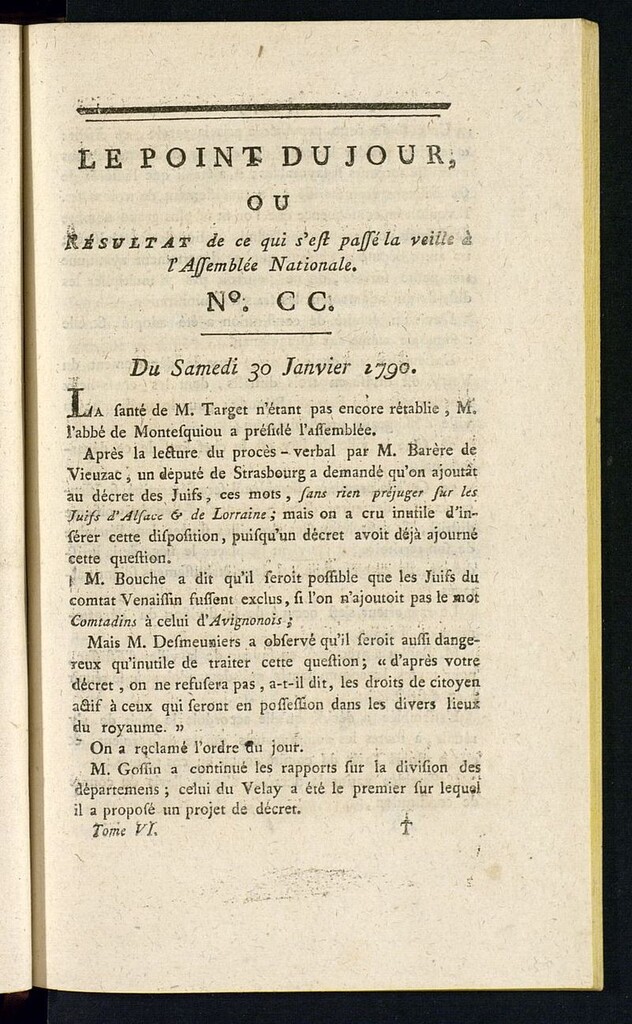 LE POINT DU JOUR,
OU
RÉSULTAT de ce qui s'eſt paſſé la veille à
l'Aſſemblée Nationale.
Nº. CC.
Du Samedi 30 Janvier 1790.
LA ſanté de M. Target n'étant pas encore rétablie, M.
l'abbé de Monteſquiou a préſidé l'aſſemblée.
Après la lecture du procès-verbal par M. Barère de
Vieuzac, un député de Strasbourg a demandé qu'on ajoutât
au décret des Juifs, ces mots, ſans rien préjuger ſur les
Juifs d'Alſace & de Lorraine; mais on a cru inutile d'in-
ſérer cette diſpoſition, puiſqu'un décret avoit déjà ajourné
cette queſtion.
M. Bouche a dit qu'il ſeroit poſſible que les Juifs du
comtat Venaiſſin fuſſent exclus, ſi l'on n'ajoutoit pas le mot
Comtadins à celui d'Avignonois;
Mais M. Deſmeuniers a obſervé qu'il ſeroit auſſi dange-
reux qu'inutile de traiter cette queſtion; « d'après votre
décret, on ne refuſera pas, a-t-il dit, les droits de citoyen
actif à ceux qui ſeront en poſſeſſion dans les divers lieux
du royaume. »
On a réclamé l'ordre du jour.
M. Goſſin a continué les rapports ſur la diviſion des
départemens; celui du Velay a été le premier ſur lequel
il a propoſé un projet de décret.
Tome VI. †